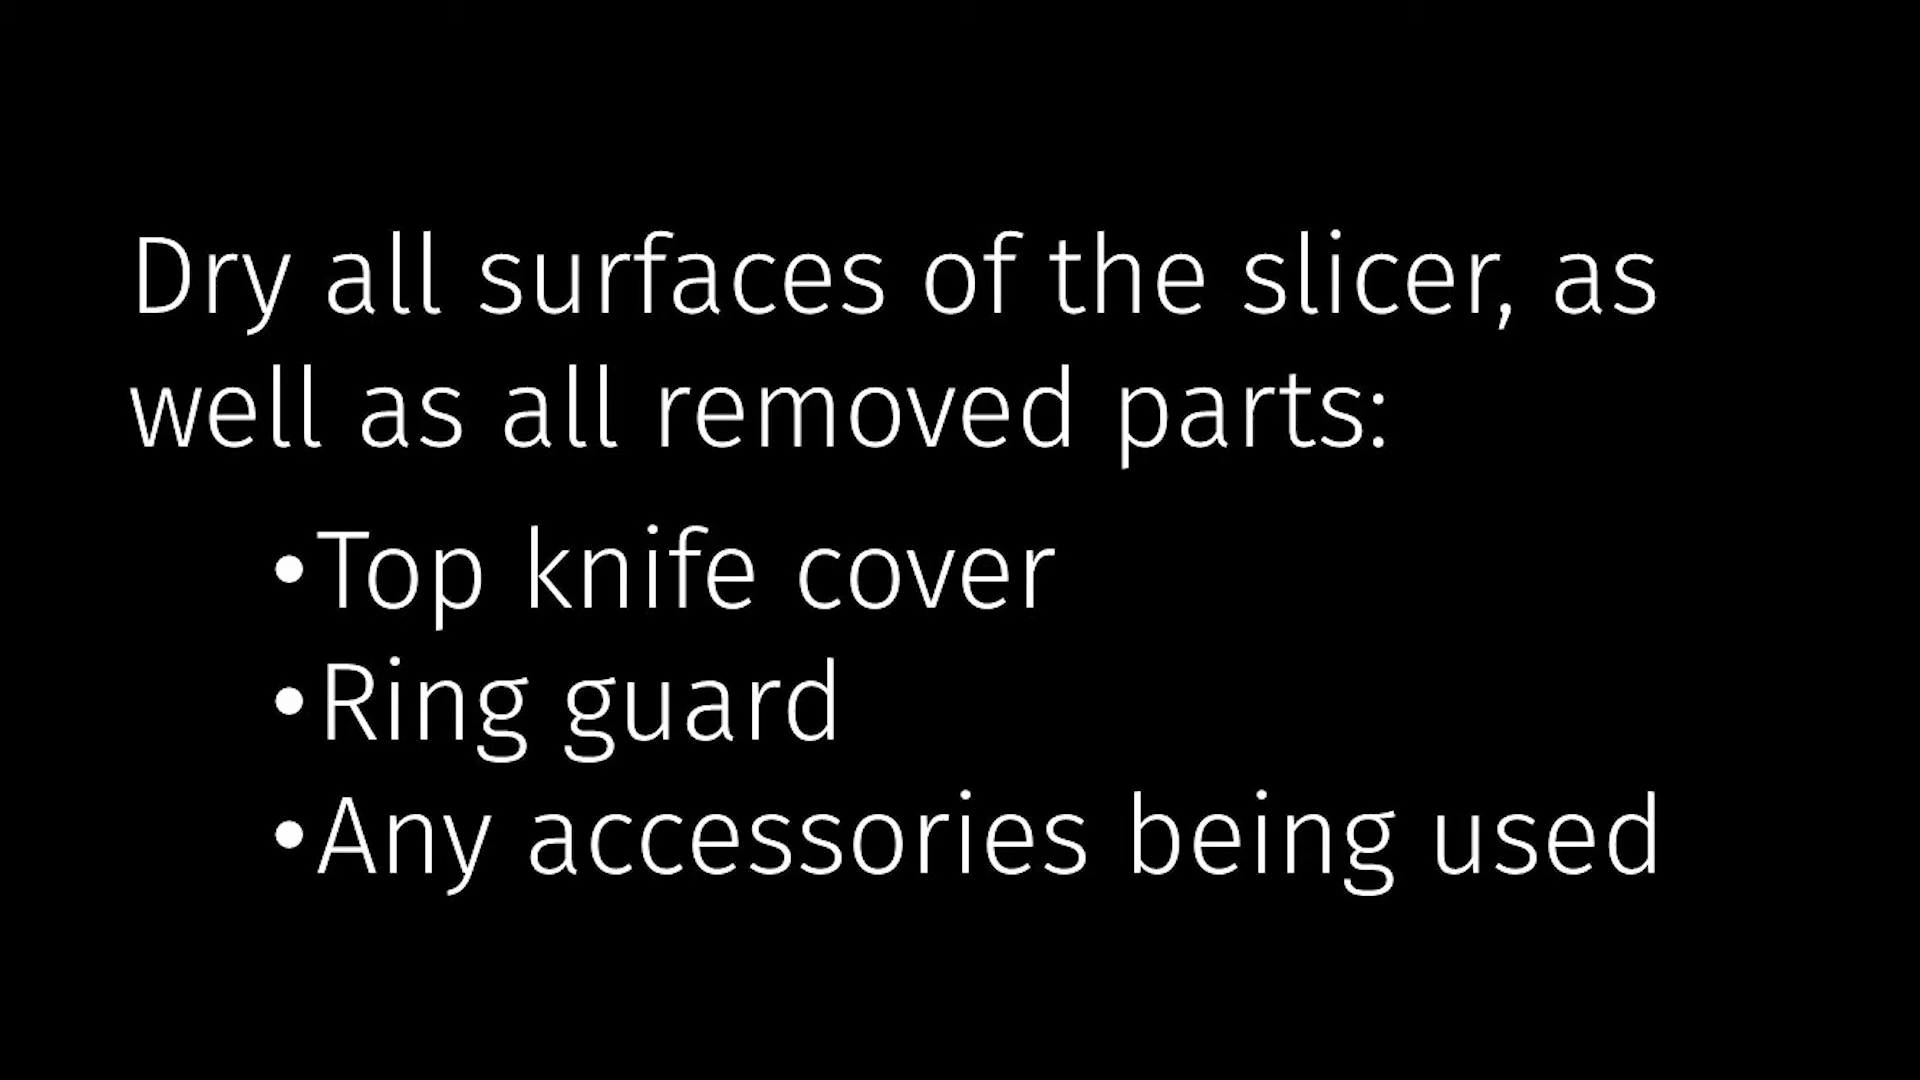 Dry all surfaces of the slicer, as
well as all removed parts:
•Top knife cover
•Ring guard
•Any accessories being used